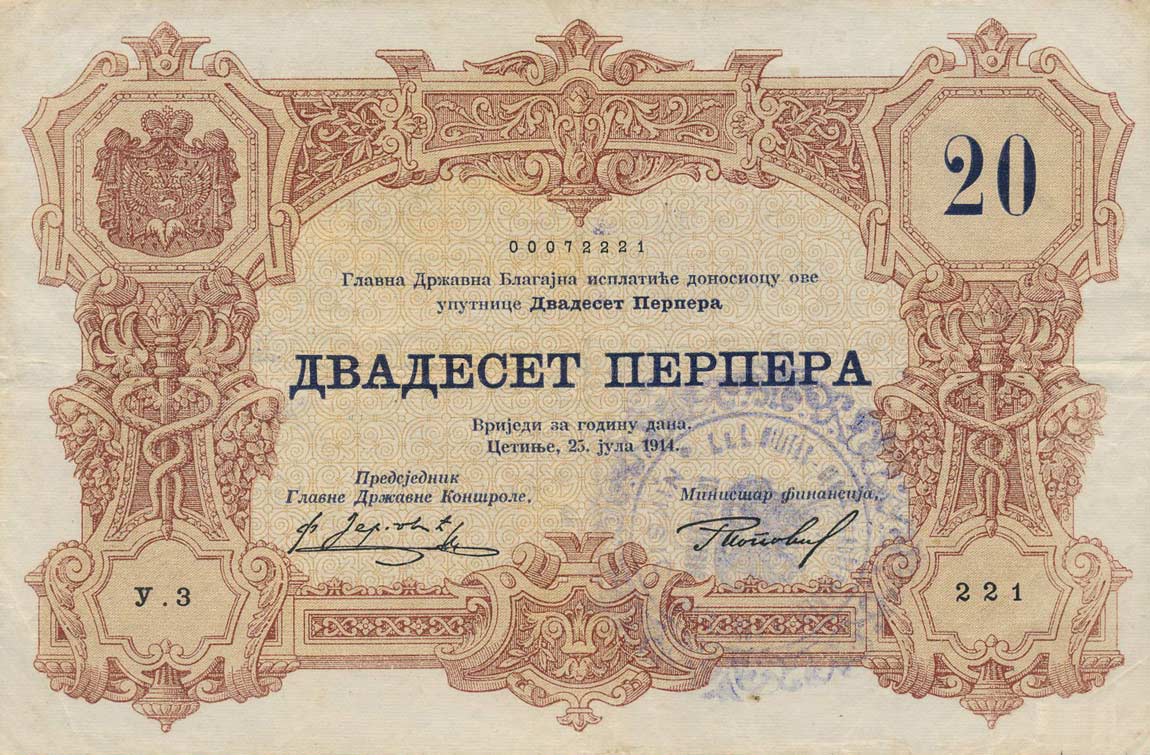 20
00072221
Главна Државна Благајна исплатиће доносиоцу ове
упутнице Двадесет Перпера
ДВАДЕСЕТ ПЕРПЕРА
Вриједи за годину дана.
Цетиње, 25. јула 1914.
Предсједник
Главне Државне Контроле,
Министар финансија,
У.З
221